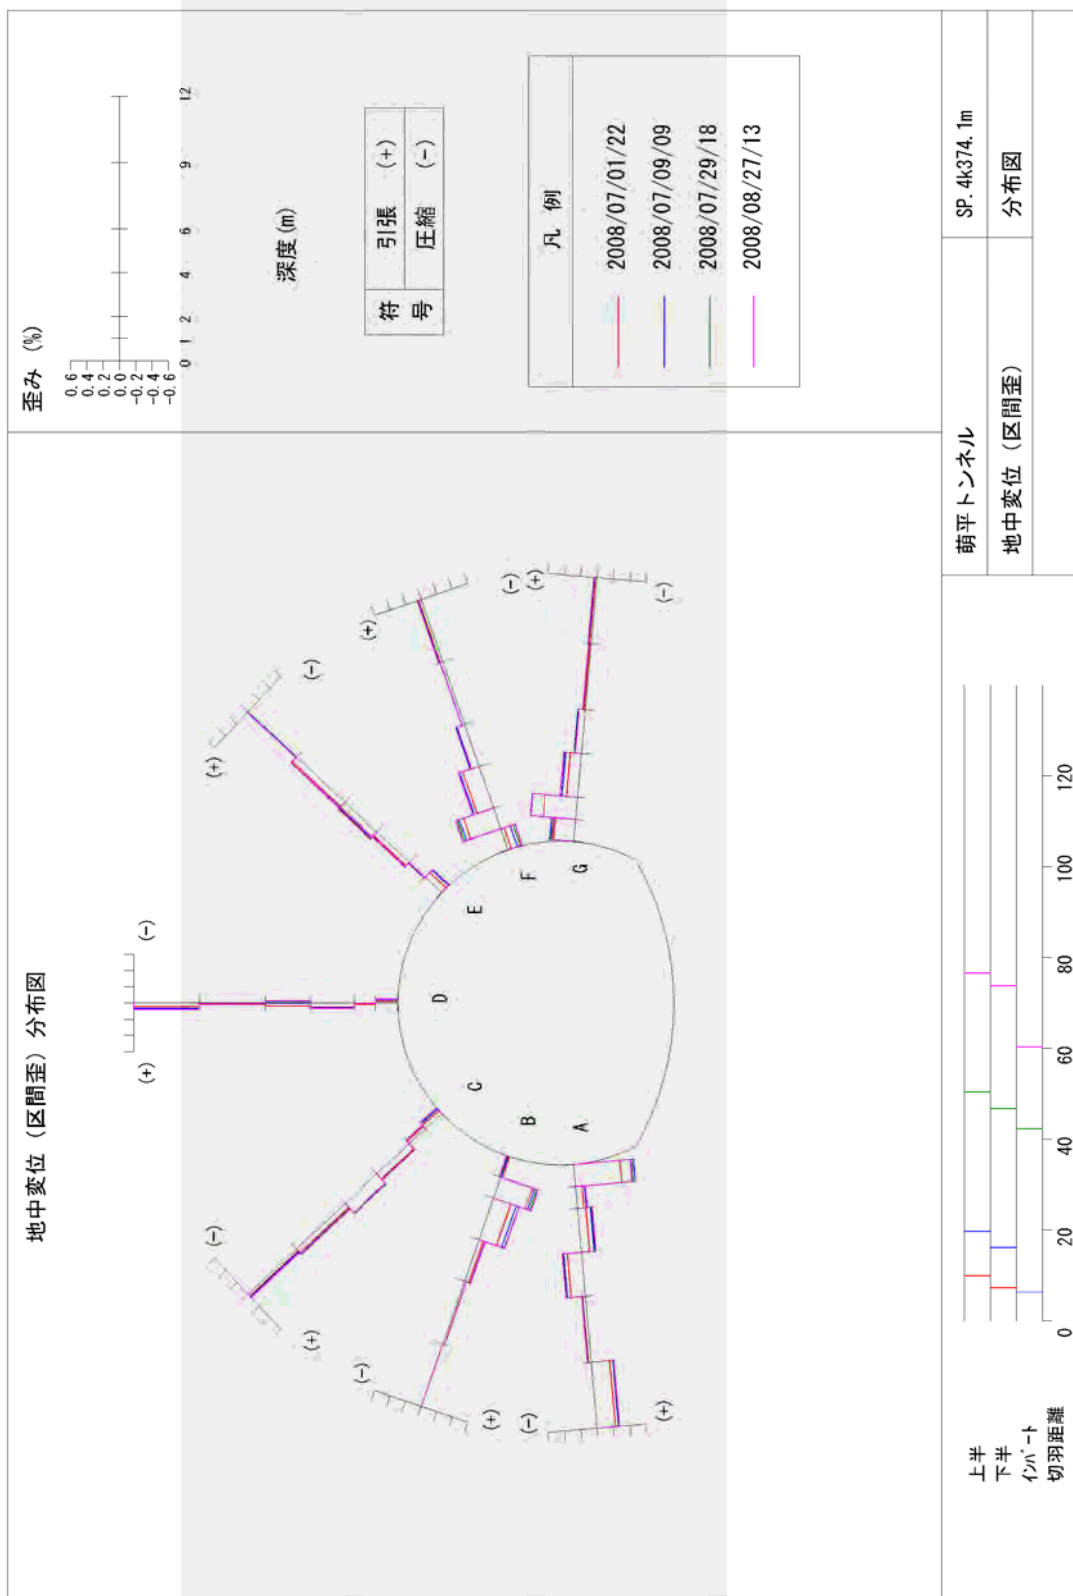 地中変位（区間歪）分布図
(+)
(-)
(-)
(+)
(+)
(-)
(-)
(+)
(+)
(-)
(-)
(+)
(-)
(+)
A
B
C
D
E
F
G
歪み (%)
0.6
0.4
0.2
0.0
-0.2
-0.4
-0.6
0 1 2 4 6 9 12
深度(m)
符号
引張 (+)
圧縮 (-)
凡 例
2008/07/01/22
2008/07/09/09
2008/07/29/18
2008/08/27/13
上半
下半
ｲﾝﾊﾞｰﾄ
切羽距離
0 20 40 60 80 100 120
萌平トンネル
SP.4k374.1m
地中変位（区間歪）
分布図